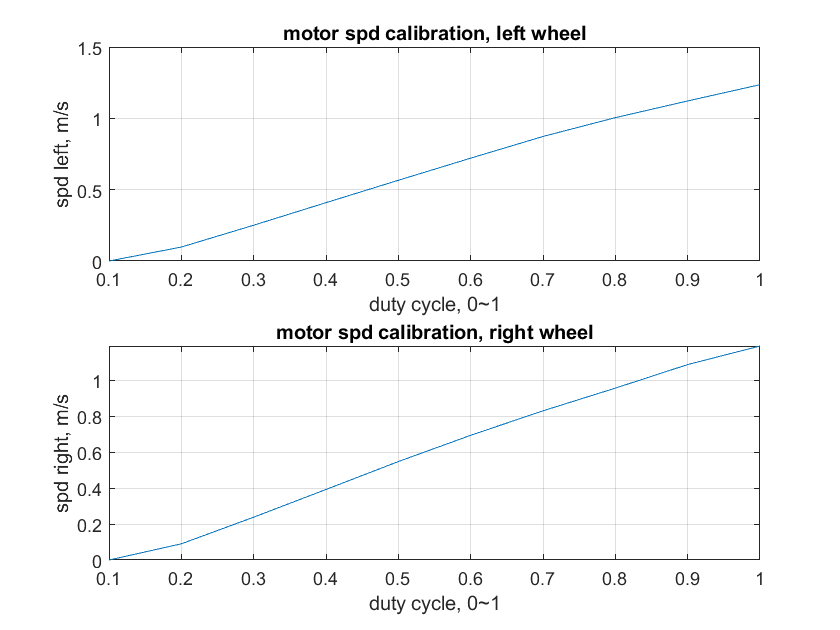 motor spd calibration, left wheel
1.5
1
0.5
0
spd left, m/s
0.1 0.2 0.3 0.4 0.5 0.6 0.7 0.8 0.9 1
duty cycle, 0~1
motor spd calibration, right wheel
1
0.8
0.6
0.4
0.2
0
spd right, m/s
0.1 0.2 0.3 0.4 0.5 0.6 0.7 0.8 0.9 1
duty cycle, 0~1